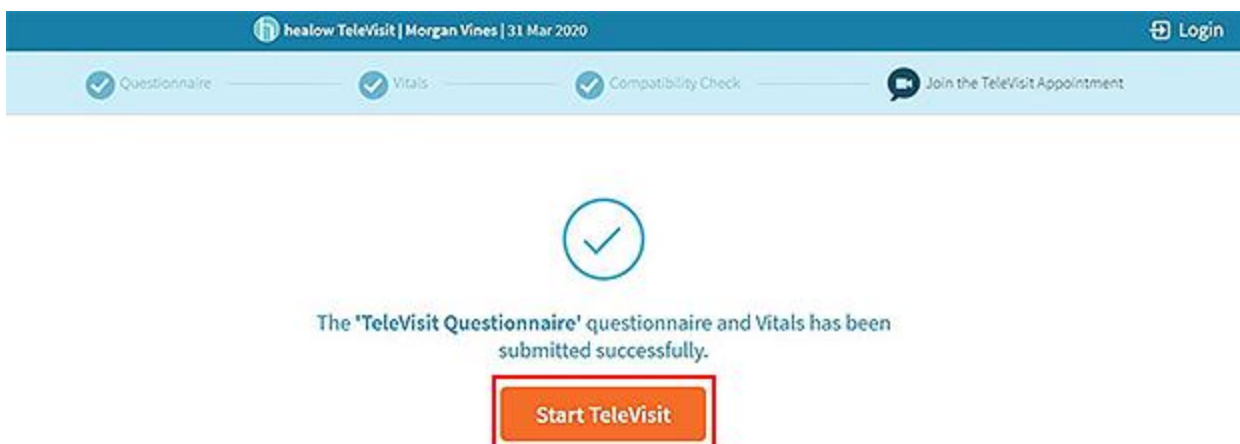 healow TeleVisit | Morgan Vines | 31 Mar 2020
Login
Questionnaire
Vitals
Compatibility Check
Join the TeleVisit Appointment
The 'TeleVisit Questionnaire' questionnaire and Vitals has been
submitted successfully.
Start TeleVisit